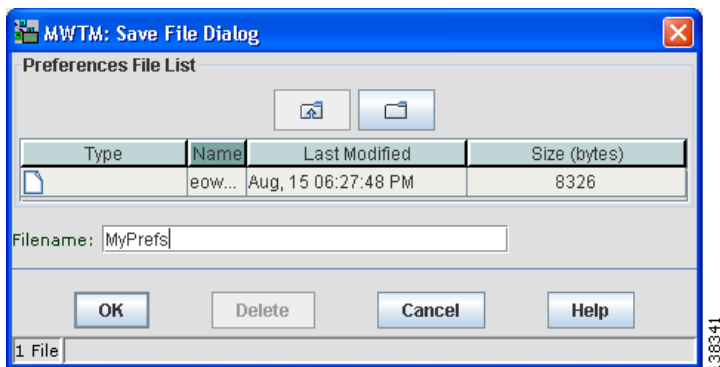 MWTM: Save File Dialog
Preferences File List
Type Name Last Modified Size (bytes)
eow... Aug, 15 06:27:48 PM 8326
Filename: MyPrefs
OK Delete Cancel Help
1 File
138341